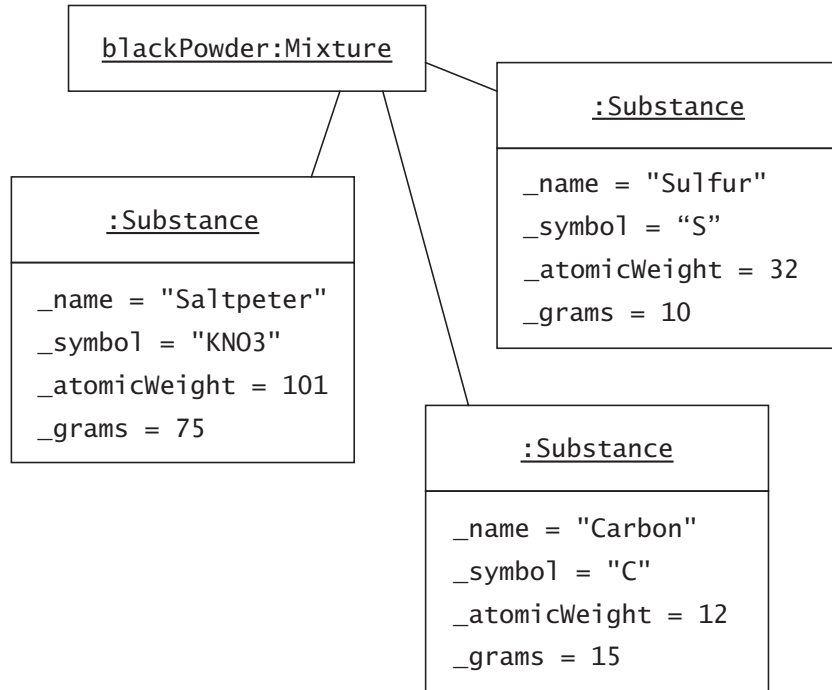 blackPowder:Mixture
:Substance
_name = "Sulfur"
_symbol = “S”
_atomicWeight = 32
_grams = 10
:Substance
_name = "Saltpeter"
_symbol = "KNO3"
_atomicWeight = 101
_grams = 75
:Substance
_name = "Carbon"
_symbol = "C"
_atomicWeight = 12
_grams = 15